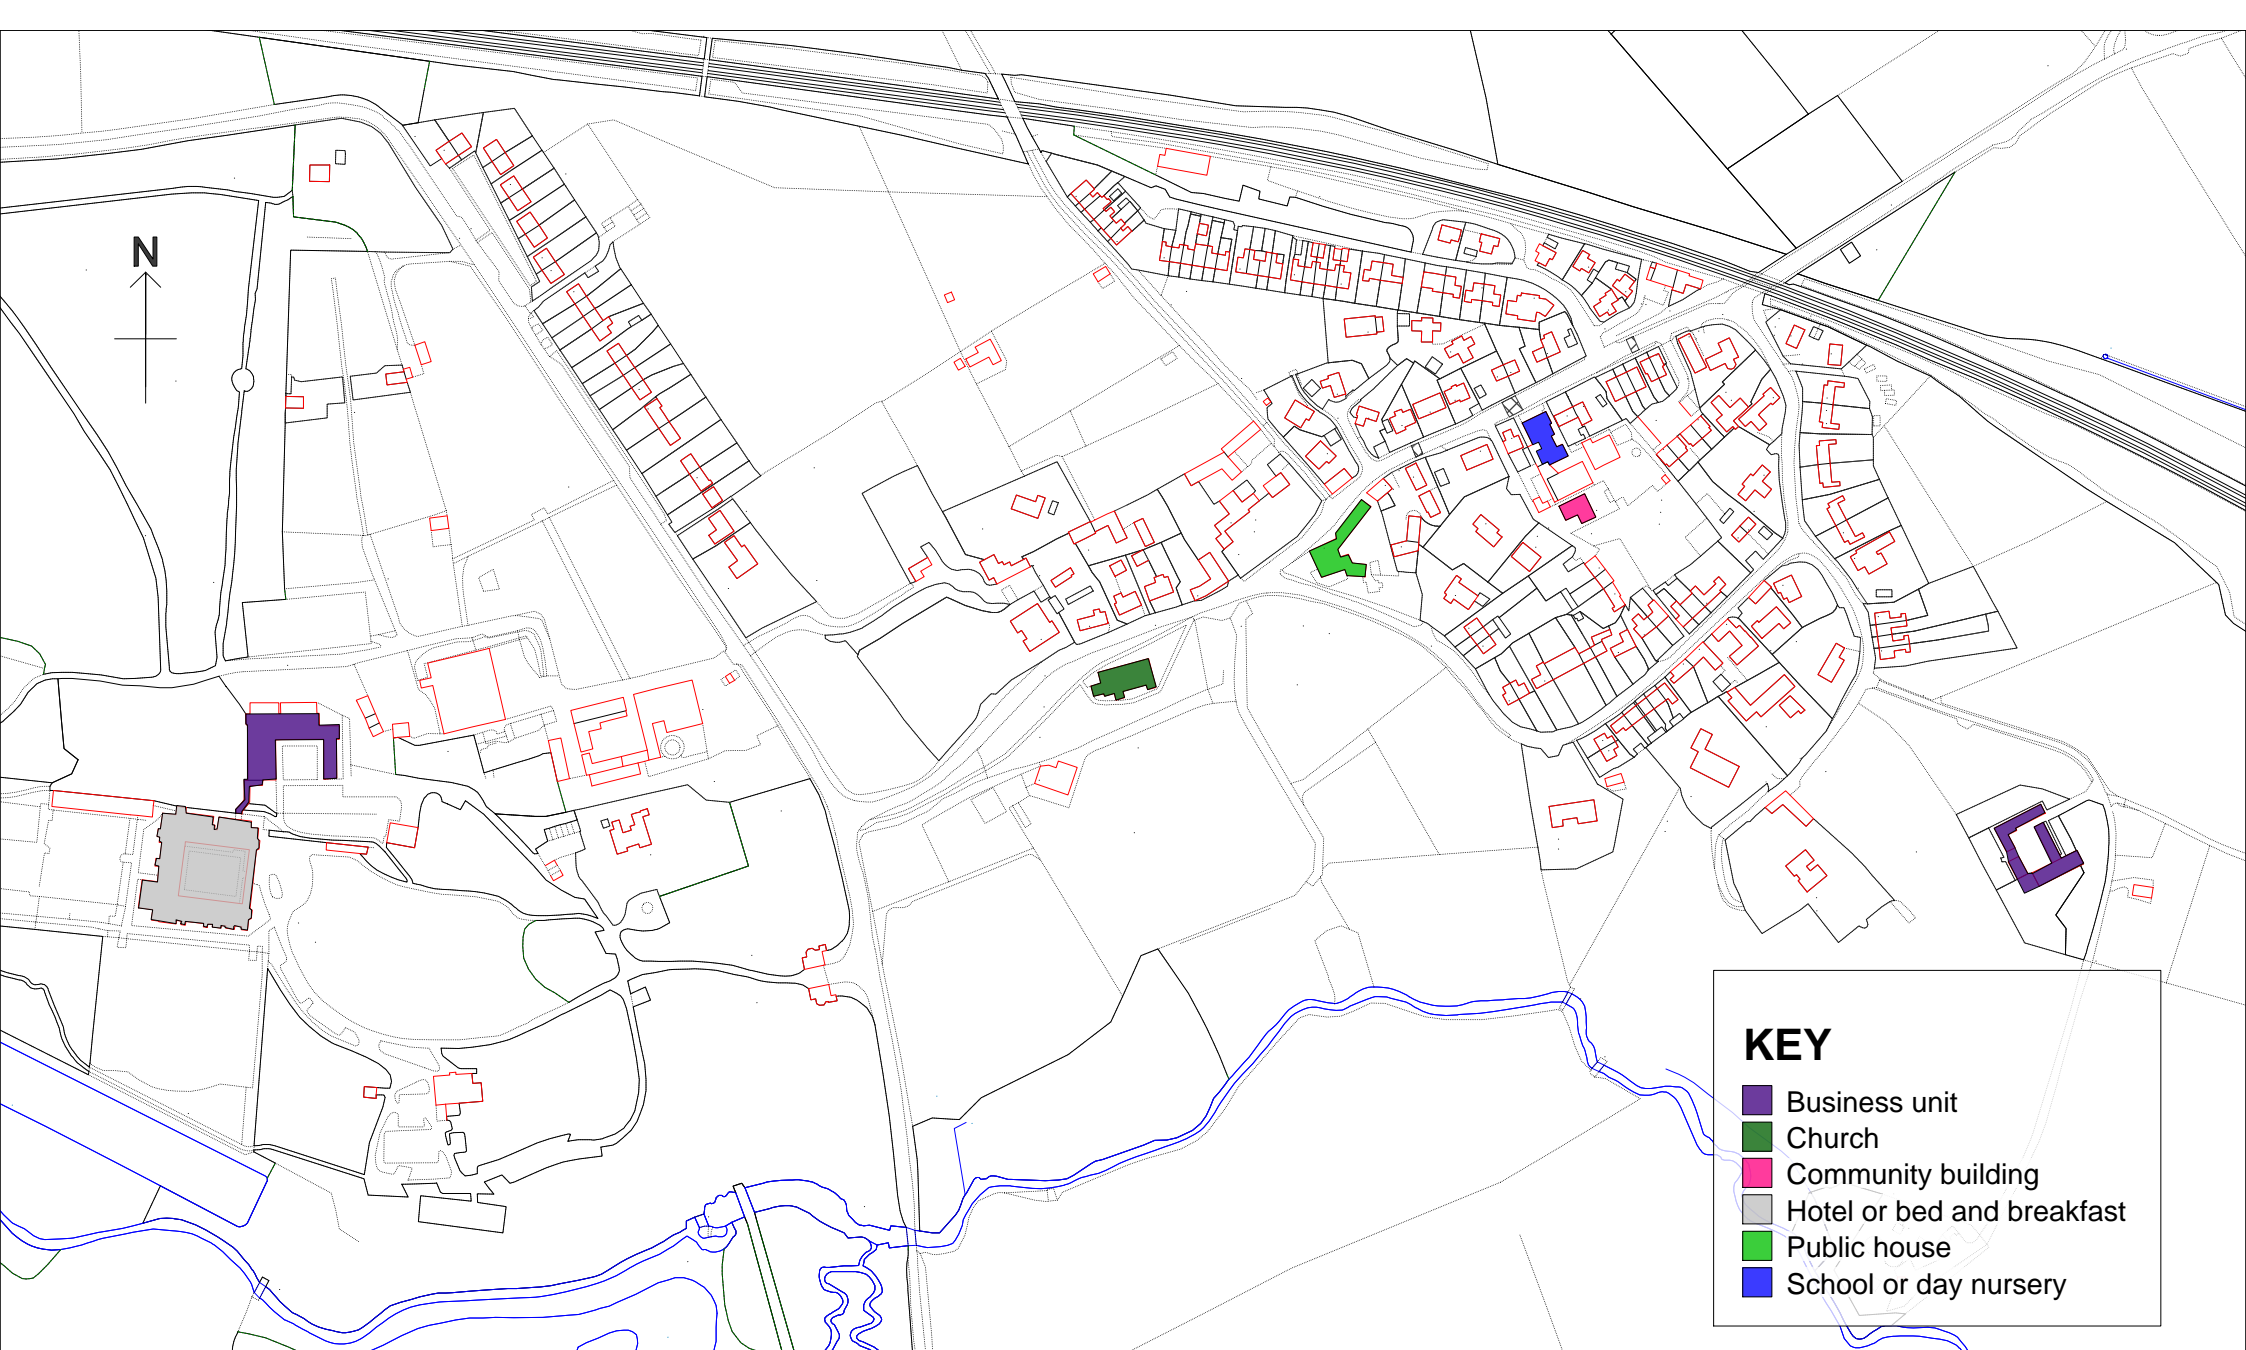 N
KEY
Business unit
Church
Community building
Hotel or bed and breakfast
Public house
School or day nursery